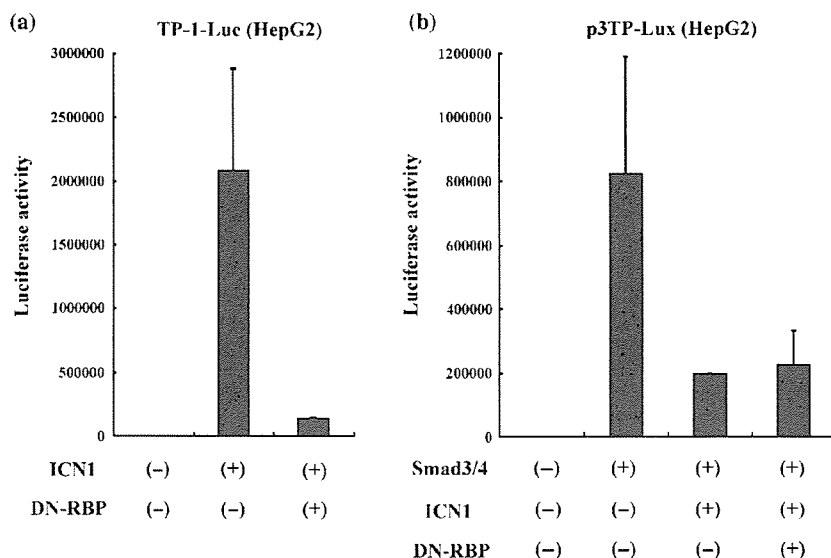 (a)
TP-1-Luc (HepG2)
Luciferase activity
3000000
2500000
2000000
1500000
1000000
500000
0
ICN1 (−) (+) (+)
DN-RBP (−) (−) (+)
(b)
p3TP-Lux (HepG2)
Luciferase activity
1200000
1000000
800000
600000
400000
200000
0
Smad3/4 (−) (+) (+) (+)
ICN1 (−) (−) (+) (+)
DN-RBP (−) (−) (−) (+)